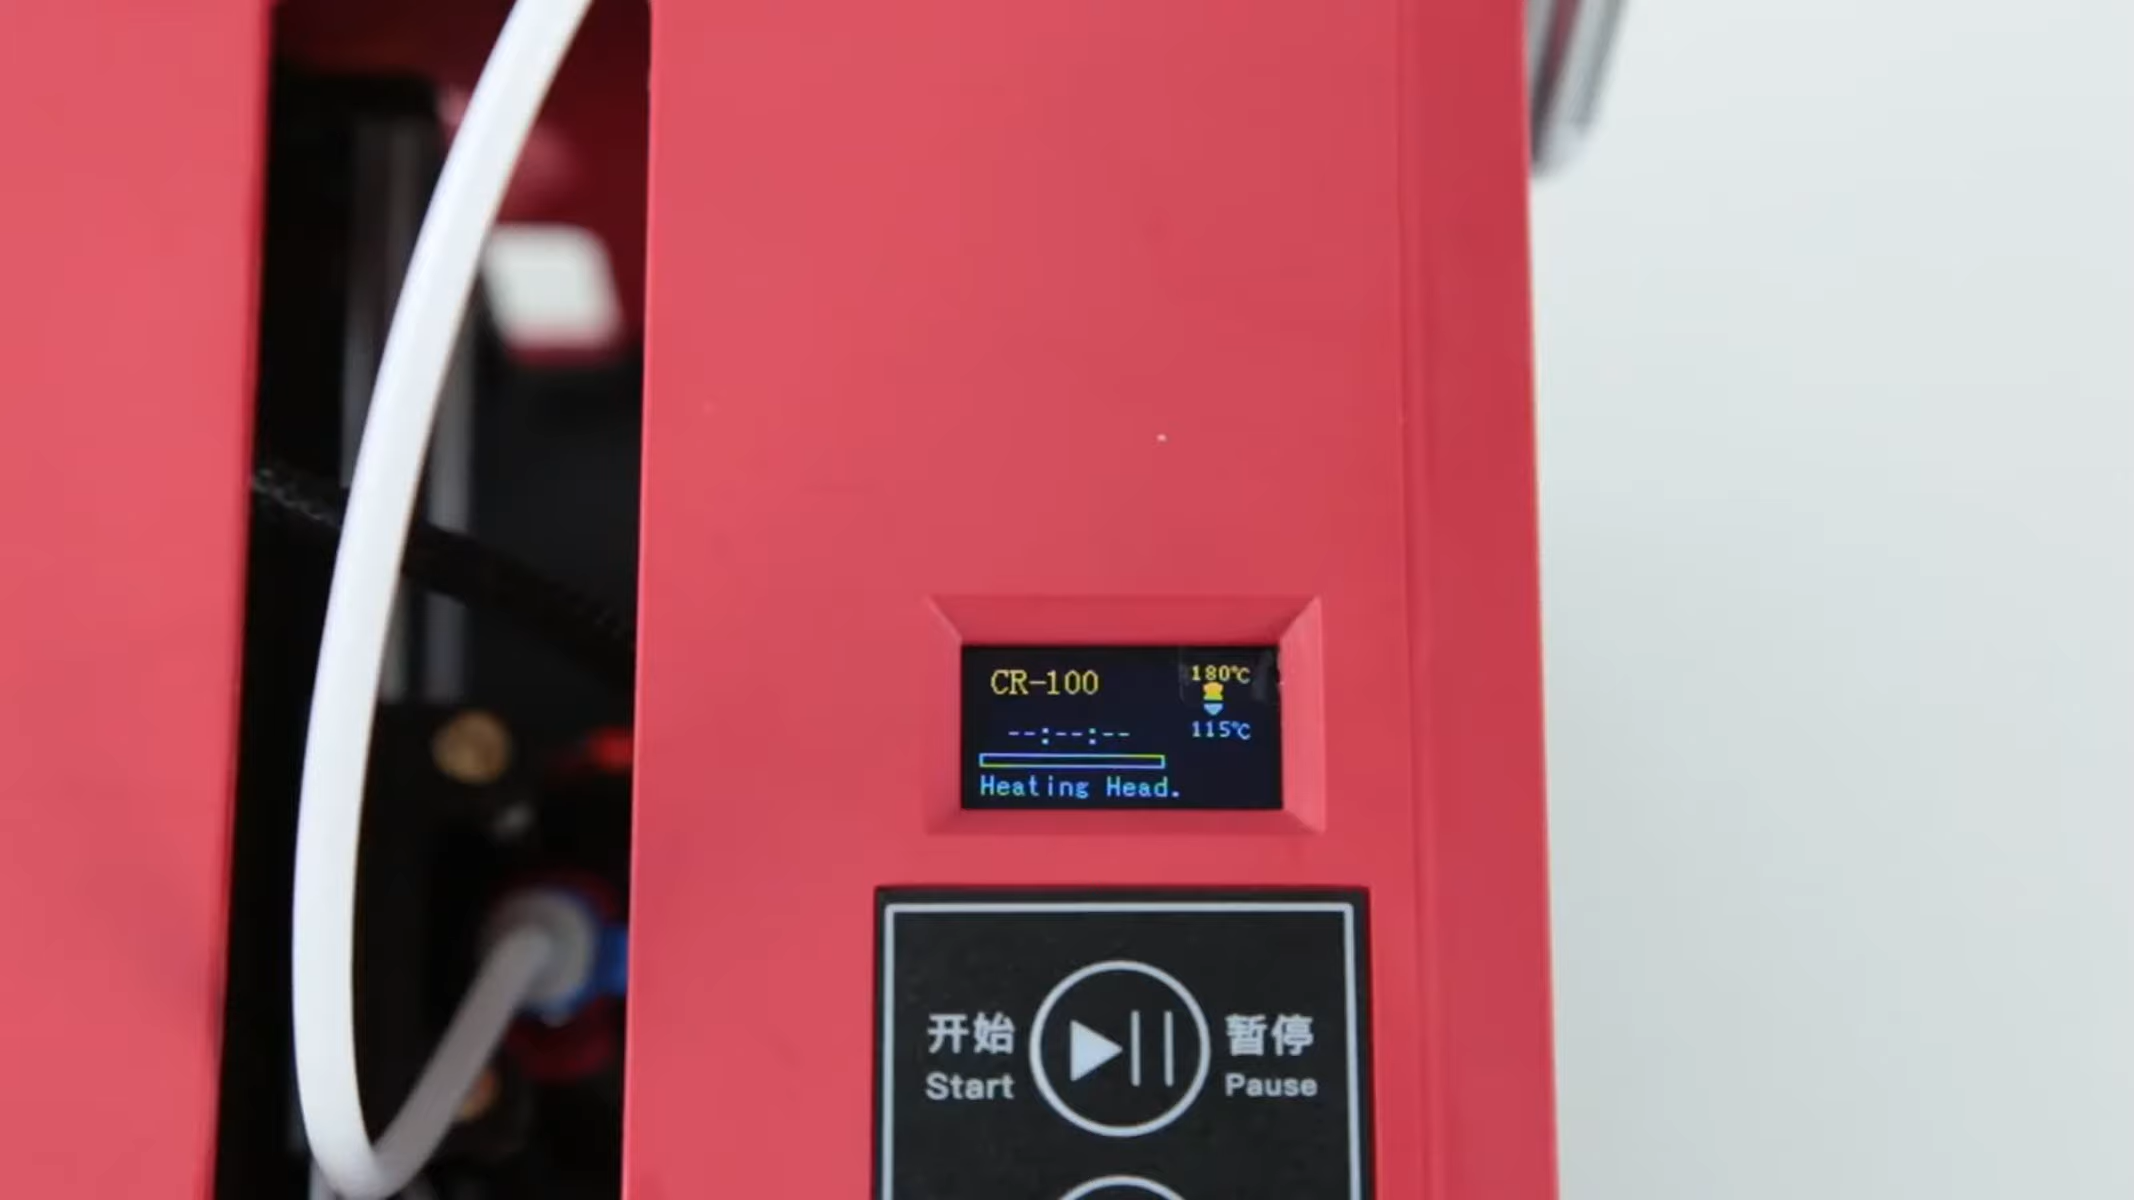 CR-100
180℃
--:--:--
115℃
Heating Head.
开始
暂停
Start
Pause